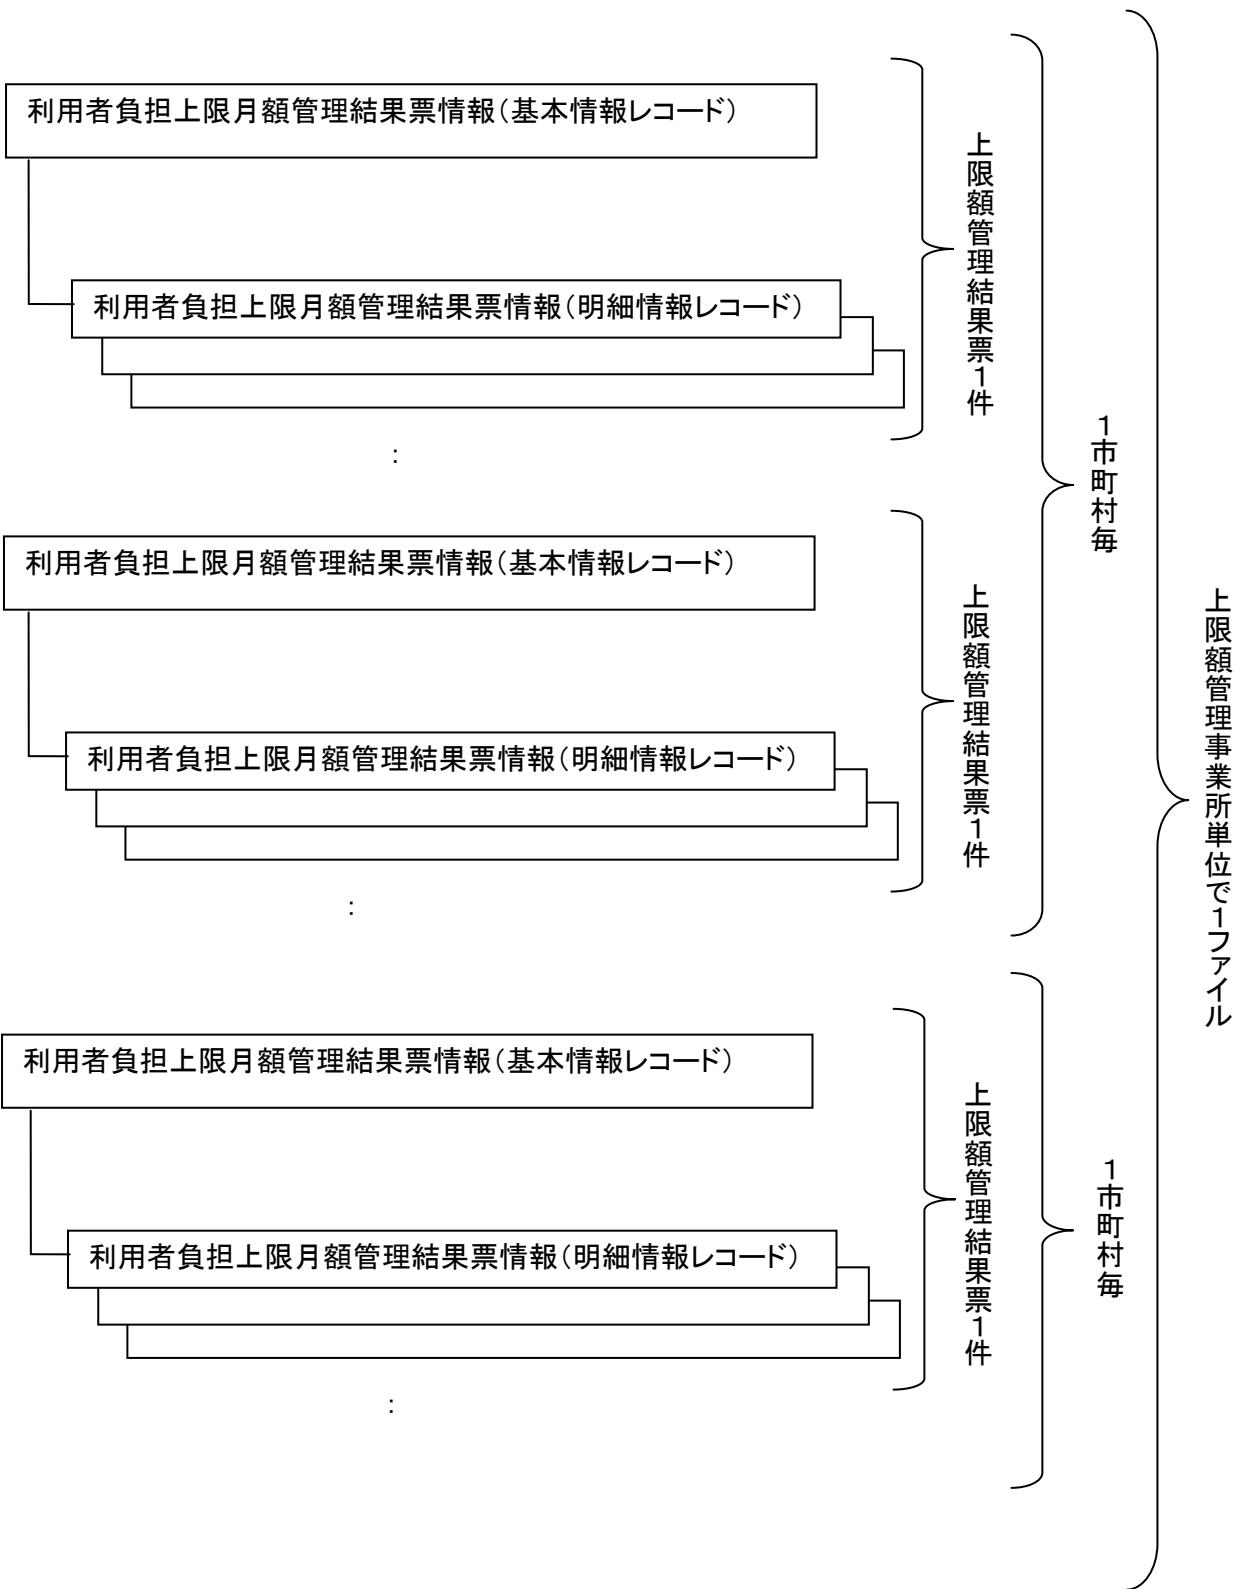 利用者負担上限月額管理結果票情報（基本情報レコード）
利用者負担上限月額管理結果票情報（明細情報レコード）
：
上限額管理結果票１件
利用者負担上限月額管理結果票情報（基本情報レコード）
利用者負担上限月額管理結果票情報（明細情報レコード）
：
上限額管理結果票１件
１市町村毎
利用者負担上限月額管理結果票情報（基本情報レコード）
利用者負担上限月額管理結果票情報（明細情報レコード）
：
上限額管理結果票１件
１市町村毎
上限額管理事業所単位で１ファイル